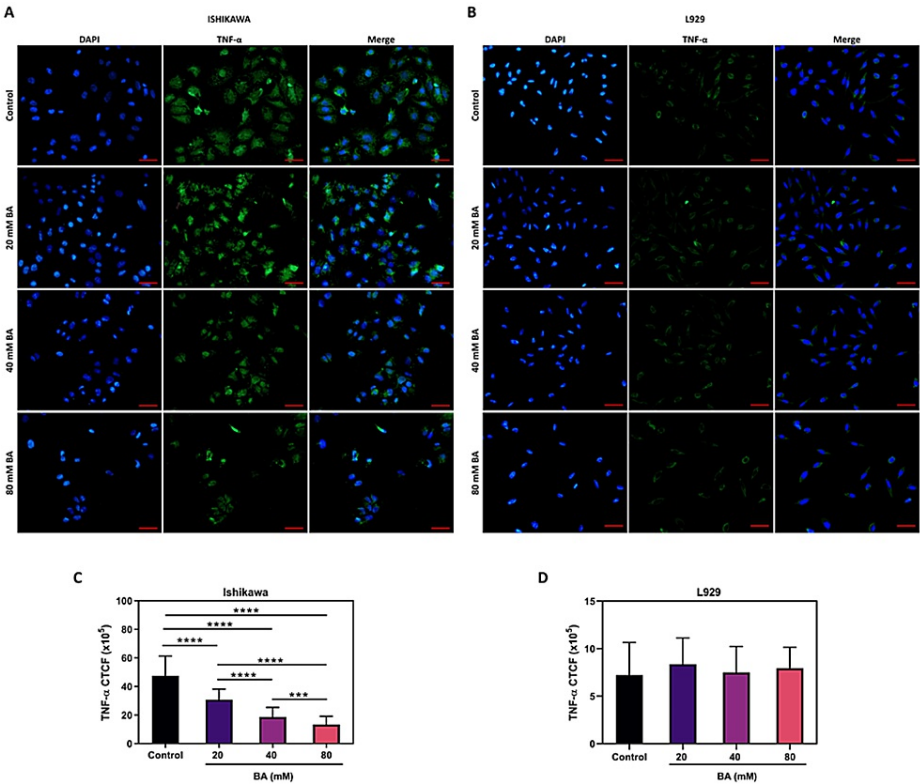 A
ISHIKAWA
DAPI TNF-α Merge
Control
20 mM BA
40 mM BA
80 mM BA
B
L929
DAPI TNF-α Merge
Control
20 mM BA
40 mM BA
80 mM BA
C
Ishikawa
TNF-α CTCF (x10⁵)
100
80
60
40
20
0
****
****
****
****
****
***
Control 20 40 80
BA (mM)
D
L929
TNF-α CTCF (x10⁵)
15
10
5
0
Control 20 40 80
BA (mM)